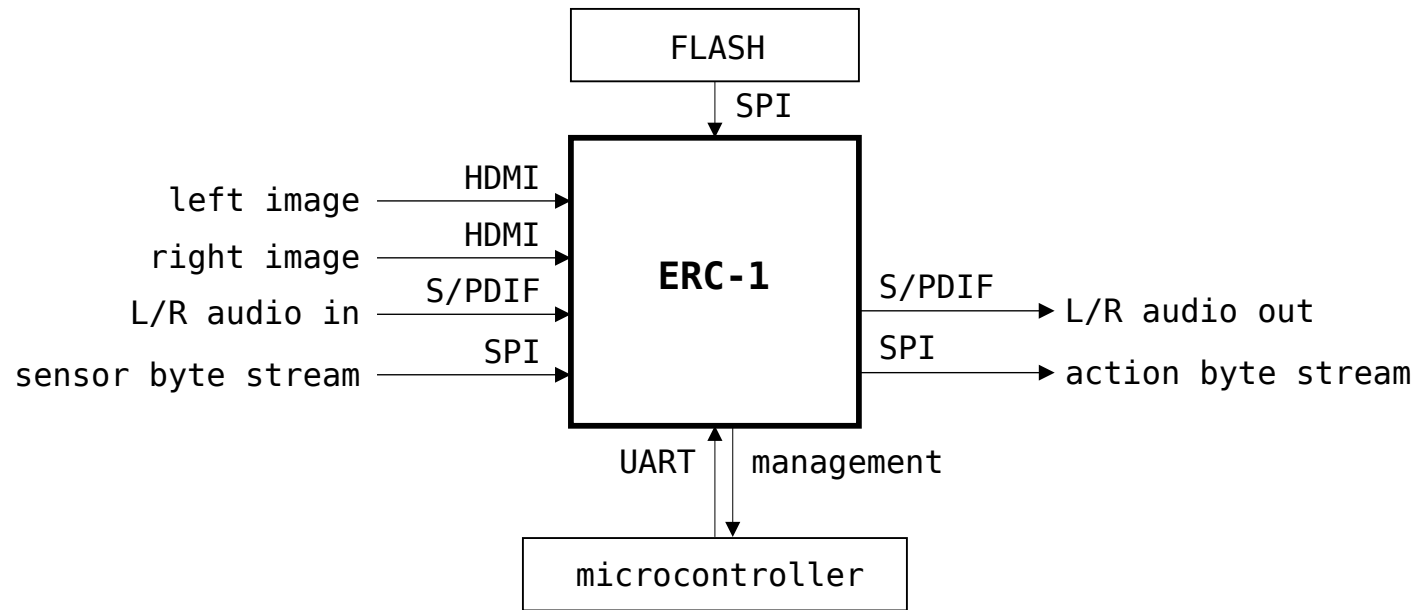 FLASH
SPI
HDMI
left image
HDMI
right image
S/PDIF
L/R audio in
SPI
sensor byte stream
ERC-1
S/PDIF
L/R audio out
SPI
action byte stream
UART
management
microcontroller